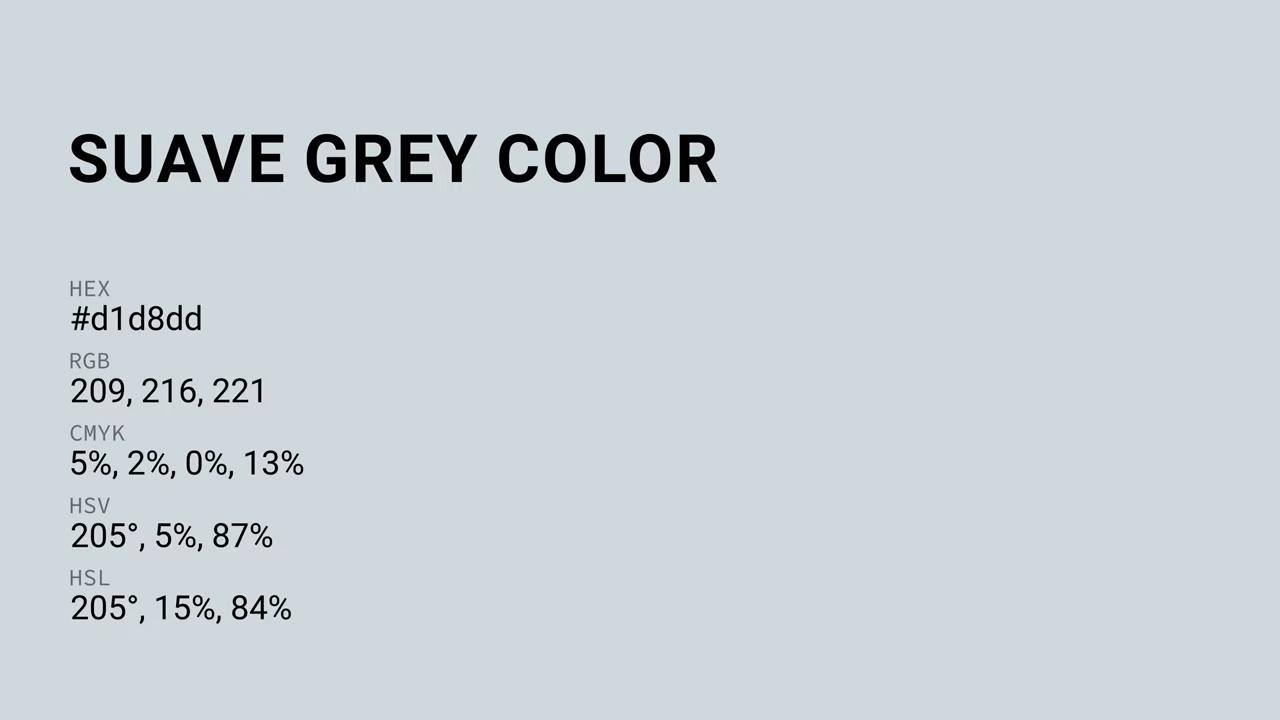 SUAVE GREY COLOR
HEX
#d1d8dd
RGB
209, 216, 221
CMYK
5%, 2%, 0%, 13%
HSV
205°, 5%, 87%
HSL
205°, 15%, 84%